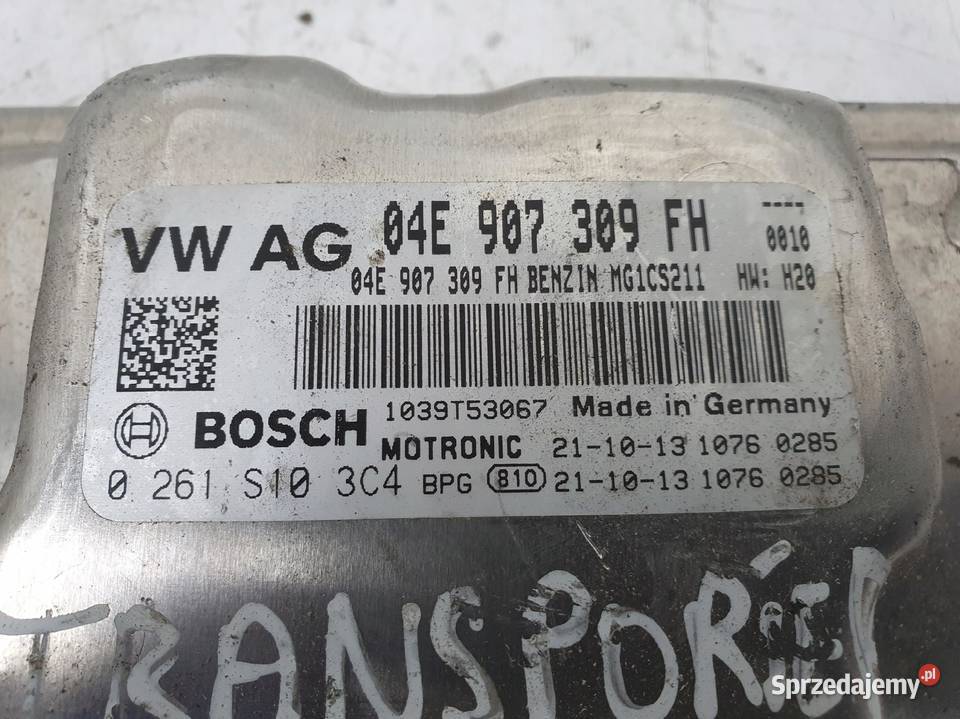 VW AG 04E 907 309 FH ----
0010
04E 907 309 FH BENZIN MG1CS211 HW: H20
BOSCH 1039T53067 Made in Germany
MOTRONIC 21-10-13 1076 0285
0 261 S10 3C4 BPG 810 21-10-13 1076 0285
Sprzedajemy.pl